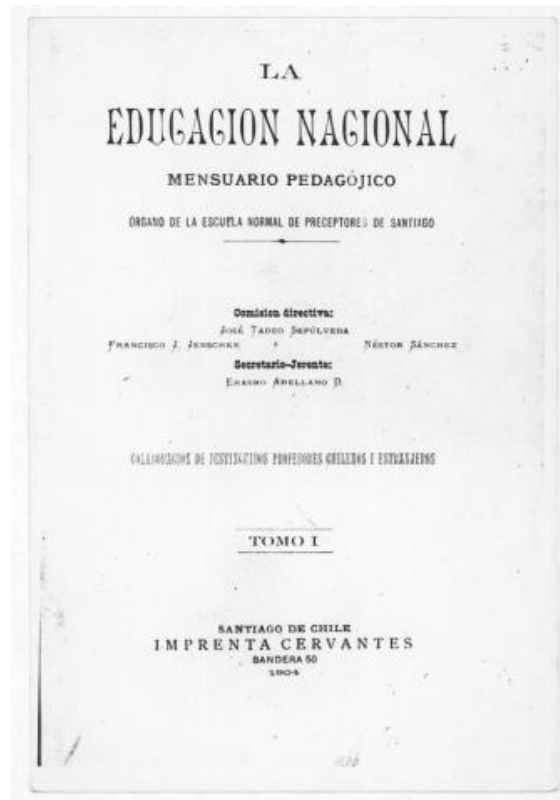 LA
EDUCACION NACIONAL
MENSUARIO PEDAGÓJICO
ÓRGANO DE LA ESCUELA NORMAL DE PRECEPTORES DE SANTIAGO
Comision directiva:
JOSÉ TADEO SEPÚLVEDA
FRANCISCO J. JENSCHKE NÉSTOR SÁNCHEZ
Secretario-Jerente:
ERASMO ARELLANO D.
COLABORACION DE DISTINGUIDOS PROFESORES CHILENOS I ESTRANJEROS
TOMO I
SANTIAGO DE CHILE
IMPRENTA CERVANTES
BANDERA 50
1904